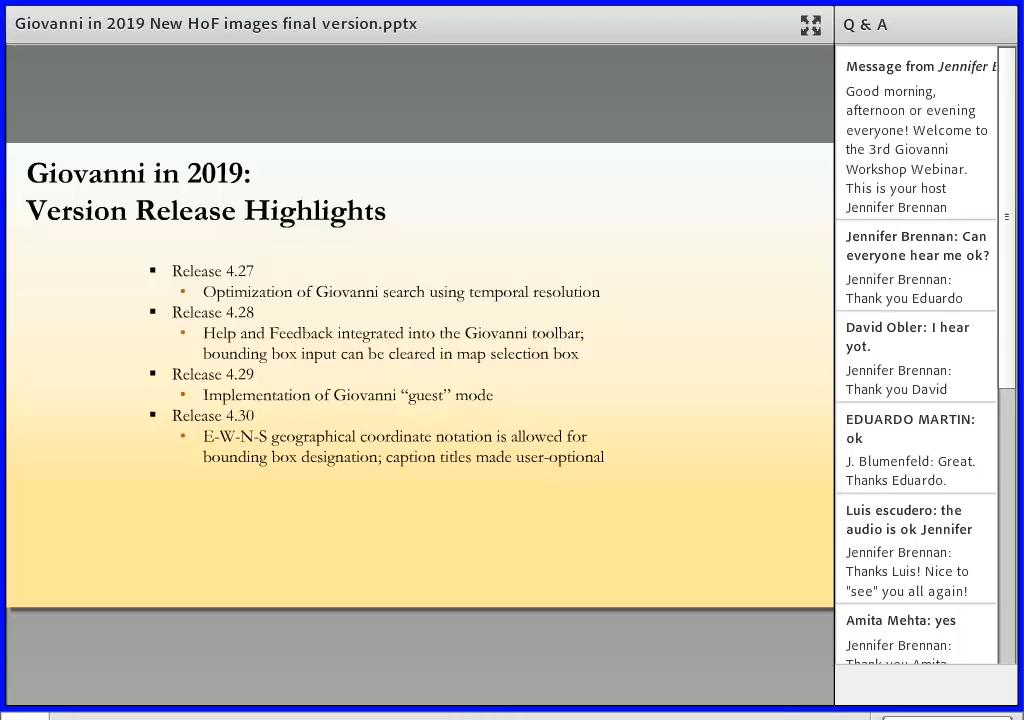 Giovanni in 2019 New HoF images final version.pptx
Giovanni in 2019:
Version Release Highlights
Release 4.27
Optimization of Giovanni search using temporal resolution
Release 4.28
Help and Feedback integrated into the Giovanni toolbar;
bounding box input can be cleared in map selection box
Release 4.29
Implementation of Giovanni “guest” mode
Release 4.30
E-W-N-S geographical coordinate notation is allowed for
bounding box designation; caption titles made user-optional
Q & A
Message from Jennifer
Good morning,
afternoon or evening
everyone! Welcome to
the 3rd Giovanni
Workshop Webinar.
This is your host
Jennifer Brennan
Jennifer Brennan: Can
everyone hear me ok?
Jennifer Brennan:
Thank you Eduardo
David Obler: I hear
yot.
Jennifer Brennan:
Thank you David
EDUARDO MARTIN:
ok
J. Blumenfeld: Great.
Thanks Eduardo.
Luis escudero: the
audio is ok Jennifer
Jennifer Brennan:
Thanks Luis! Nice to
"see" you all again!
Amita Mehta: yes
Jennifer Brennan:
Thank you Amita